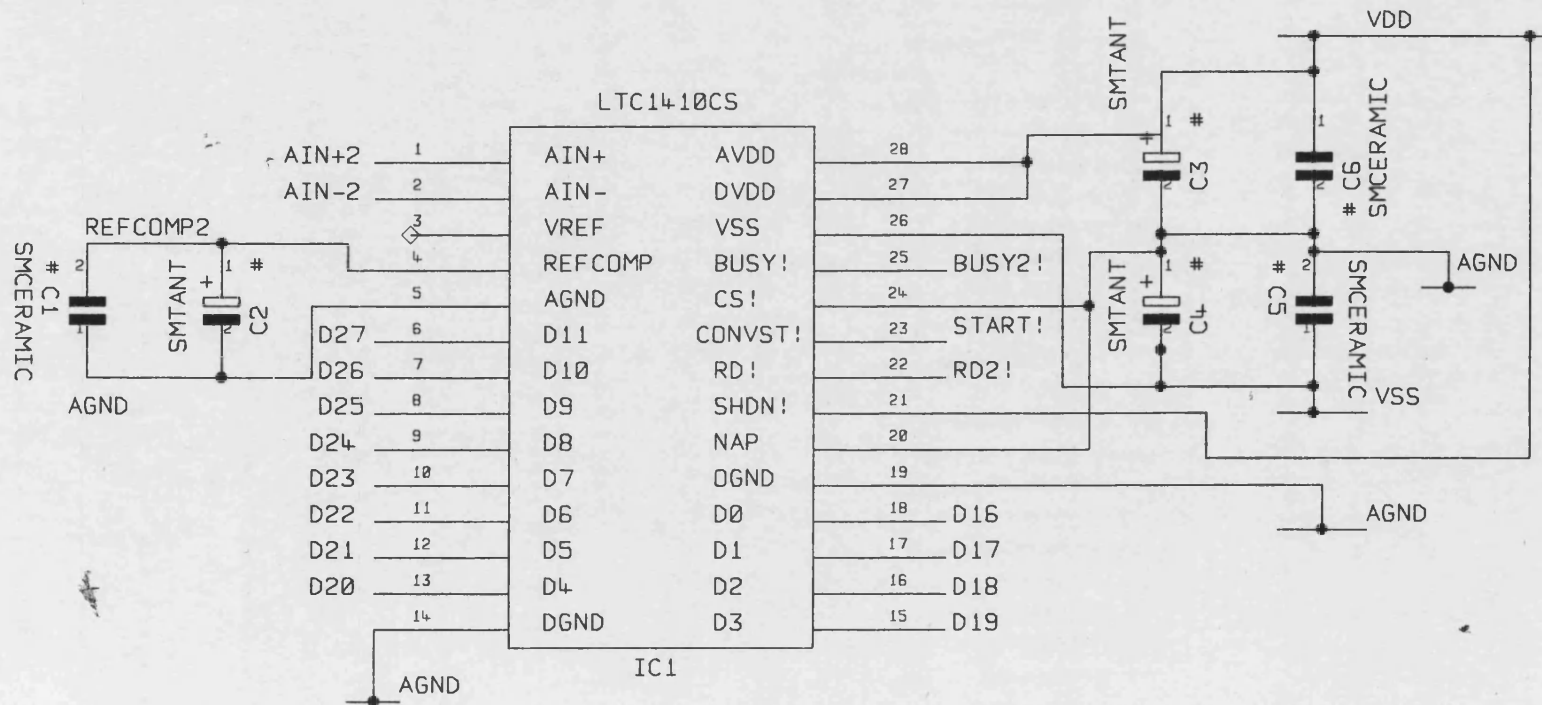 VDD
SMTANT
LTC1410CS
1 # 1 SMCERAMIC
+
AIN+2 1 AIN+ AVDD 28
2 C3 2 # C6
AIN-2 2 AIN- DVDD 27
REFCOMP2 3 VREF VSS 26
SMCERAMIC # C1 2 1 # 4 REFCOMP BUSY! 25 BUSY2! 1 # # 2 AGND
SMTANT + 5 AGND CS! 24 SMTANT + SMCERAMIC
1 2 C2 D27 6 D11 CONVST! 23 START! 2 C4 C5 1
D26 7 D10 RD! 22 RD2!
AGND D25 8 D9 SHDN! 21 VSS
D24 9 D8 NAP 20
D23 10 D7 OGND 19
D22 11 D6 D0 18 D16 AGND
D21 12 D5 D1 17 D17
D20 13 D4 D2 16 D18
14 DGND D3 15 D19
IC1
AGND